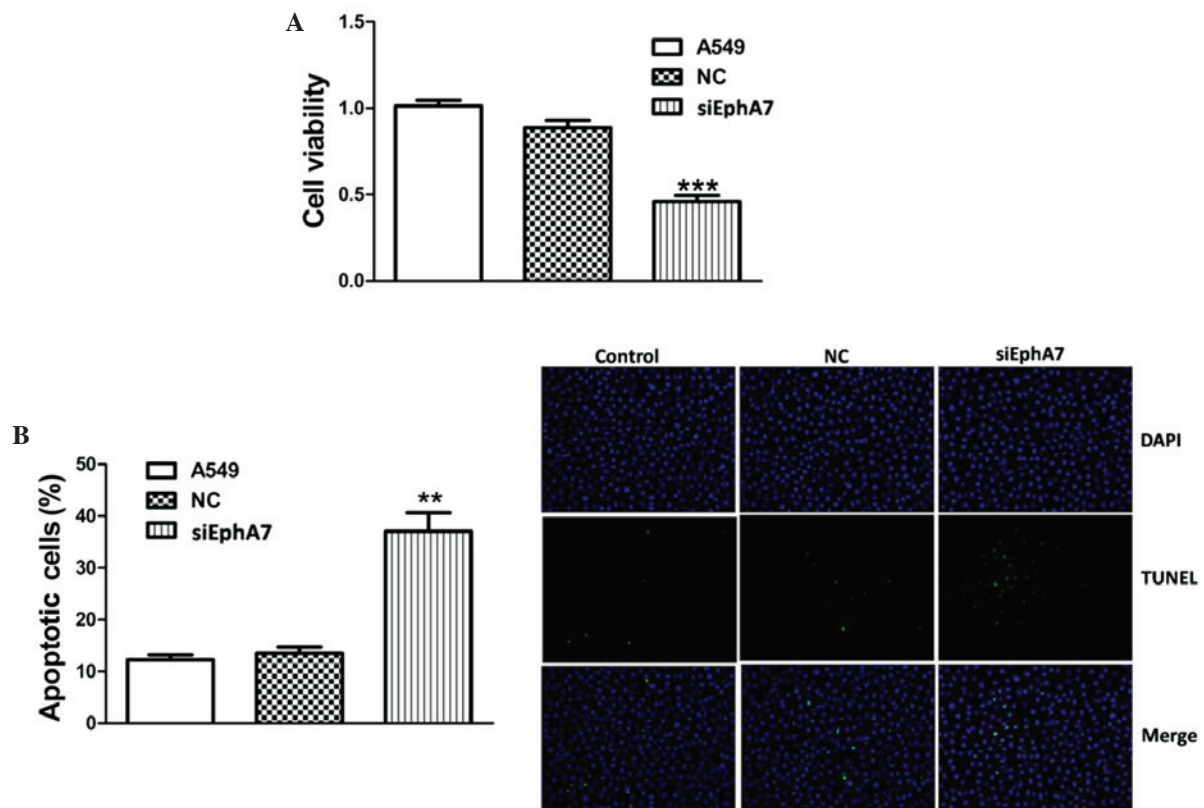 A
Cell viability
1.5
1.0
0.5
0.0
A549
NC
siEphA7
***
B
Apoptotic cells (%)
50
40
30
20
10
0
A549
NC
siEphA7
**
Control NC siEphA7
DAPI
TUNEL
Merge